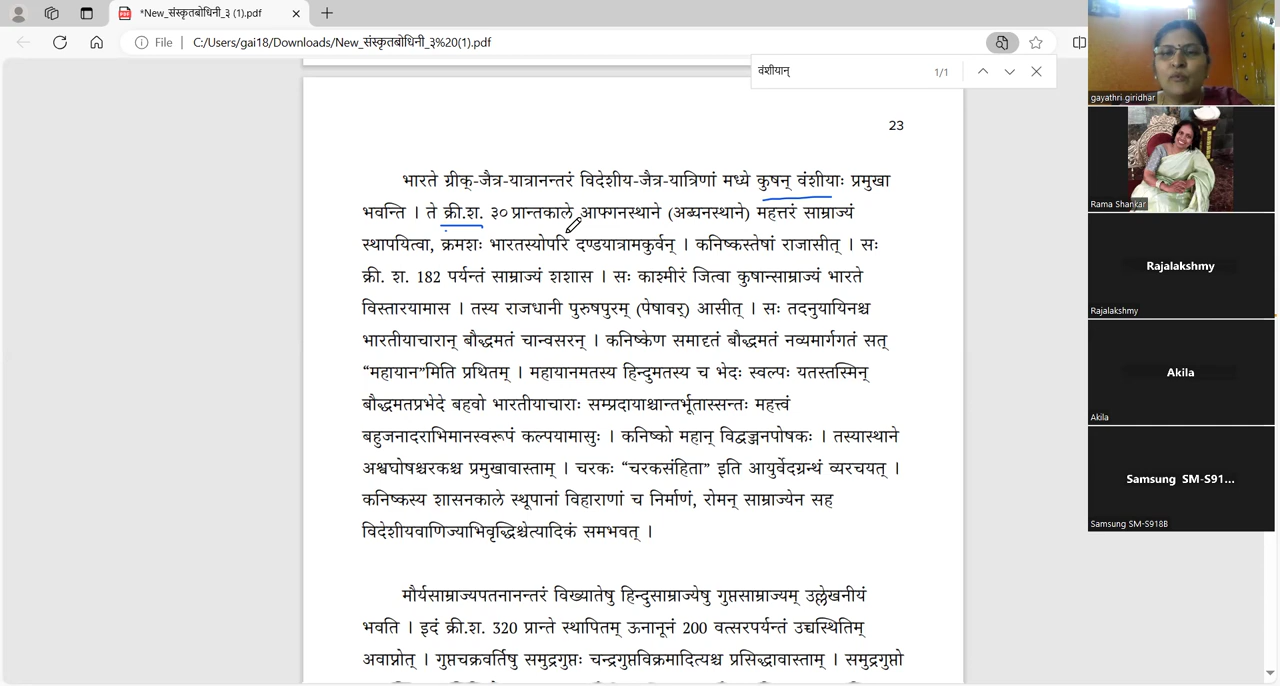 *New_संस्कृतबोधिनी_३ (1).pdf
File
C:/Users/gai18/Downloads/New_संस्कृतबोधिनी_३%20(1).pdf
वंशीयान्
1/1
23
भारते ग्रीक्-जैत्र-यात्रानन्तरं विदेशीय-जैत्र-यात्रिणां मध्ये कुषन् वंशीयाः प्रमुखा
भवन्ति । ते क्री.श. ३० प्रान्तकाले आफ्गनस्थाने (अब्घनस्थाने) महत्तरं साम्राज्यं
स्थापयित्वा, क्रमशः भारतस्योपरि दण्डयात्रामकुर्वन् । कनिष्कस्तेषां राजासीत् । सः
क्री. श. 182 पर्यन्तं साम्राज्यं शशास । सः काश्मीरं जित्वा कुषान्साम्राज्यं भारते
विस्तारयामास । तस्य राजधानी पुरुषपुरम् (पेषावर्) आसीत् । सः तदनुयायिनश्च
भारतीयाचारान् बौद्धमतं चान्वसरन् । कनिष्केण समादृतं बौद्धमतं नव्यमार्गगतं सत्
“महायान”मिति प्रथितम् । महायानमतस्य हिन्दुमतस्य च भेदः स्वल्पः यतस्तस्मिन्
बौद्धमतप्रभेदे बहवो भारतीयाचाराः सम्प्रदायाश्चान्तर्भूतास्सन्तः महत्त्वं
बहुजनादराभिमानस्वरूपं कल्पयामासुः । कनिष्को महान् विद्वज्जनपोषकः । तस्यास्थाने
अश्वघोषश्चरकश्च प्रमुखावास्ताम् । चरकः “चरकसंहिता” इति आयुर्वेदग्रन्थं व्यरचयत् ।
कनिष्कस्य शासनकाले स्थूपानां विहाराणां च निर्माणं, रोमन् साम्राज्येन सह
विदेशीयवाणिज्याभिवृद्धिश्चेत्यादिकं समभवत् ।
मौर्यसाम्राज्यपतनानन्तरं विख्यातेषु हिन्दुसाम्राज्येषु गुप्तसाम्राज्यम् उल्लेखनीयं
भवति । इदं क्री.श. 320 प्रान्ते स्थापितम् ऊनानूनं 200 वत्सरपर्यन्तं उच्चस्थितिम्
अवाप्नोत् । गुप्तचक्रवर्तिषु समुद्रगुप्तः चन्द्रगुप्तविक्रमादित्यश्च प्रसिद्धावास्ताम् । समुद्रगुप्तो
gayathri giridhar
Rama Shankar
Rajalakshmy
Rajalakshmy
Akila
Akila
Samsung SM-S91...
Samsung SM-S918B